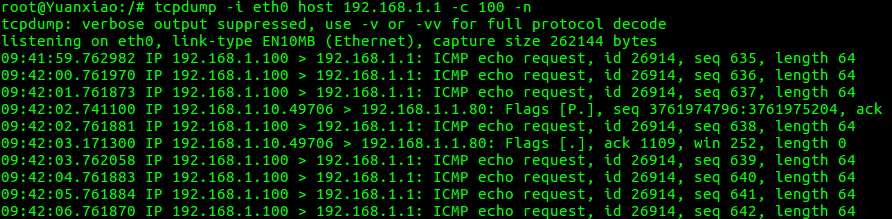 root@Yuanxiao:/# tcpdump -i eth0 host 192.168.1.1 -c 100 -n
tcpdump: verbose output suppressed, use -v or -vv for full protocol decode
listening on eth0, link-type EN10MB (Ethernet), capture size 262144 bytes
09:41:59.762982 IP 192.168.1.100 > 192.168.1.1: ICMP echo request, id 26914, seq 635, length 64
09:42:00.761970 IP 192.168.1.100 > 192.168.1.1: ICMP echo request, id 26914, seq 636, length 64
09:42:01.761873 IP 192.168.1.100 > 192.168.1.1: ICMP echo request, id 26914, seq 637, length 64
09:42:02.741100 IP 192.168.1.10.49706 > 192.168.1.1.80: Flags [P.], seq 3761974796:3761975204, ack
09:42:02.761881 IP 192.168.1.100 > 192.168.1.1: ICMP echo request, id 26914, seq 638, length 64
09:42:03.171300 IP 192.168.1.10.49706 > 192.168.1.1.80: Flags [.], ack 1109, win 252, length 0
09:42:03.762058 IP 192.168.1.100 > 192.168.1.1: ICMP echo request, id 26914, seq 639, length 64
09:42:04.761883 IP 192.168.1.100 > 192.168.1.1: ICMP echo request, id 26914, seq 640, length 64
09:42:05.761884 IP 192.168.1.100 > 192.168.1.1: ICMP echo request, id 26914, seq 641, length 64
09:42:06.761870 IP 192.168.1.100 > 192.168.1.1: ICMP echo request, id 26914, seq 642, length 64